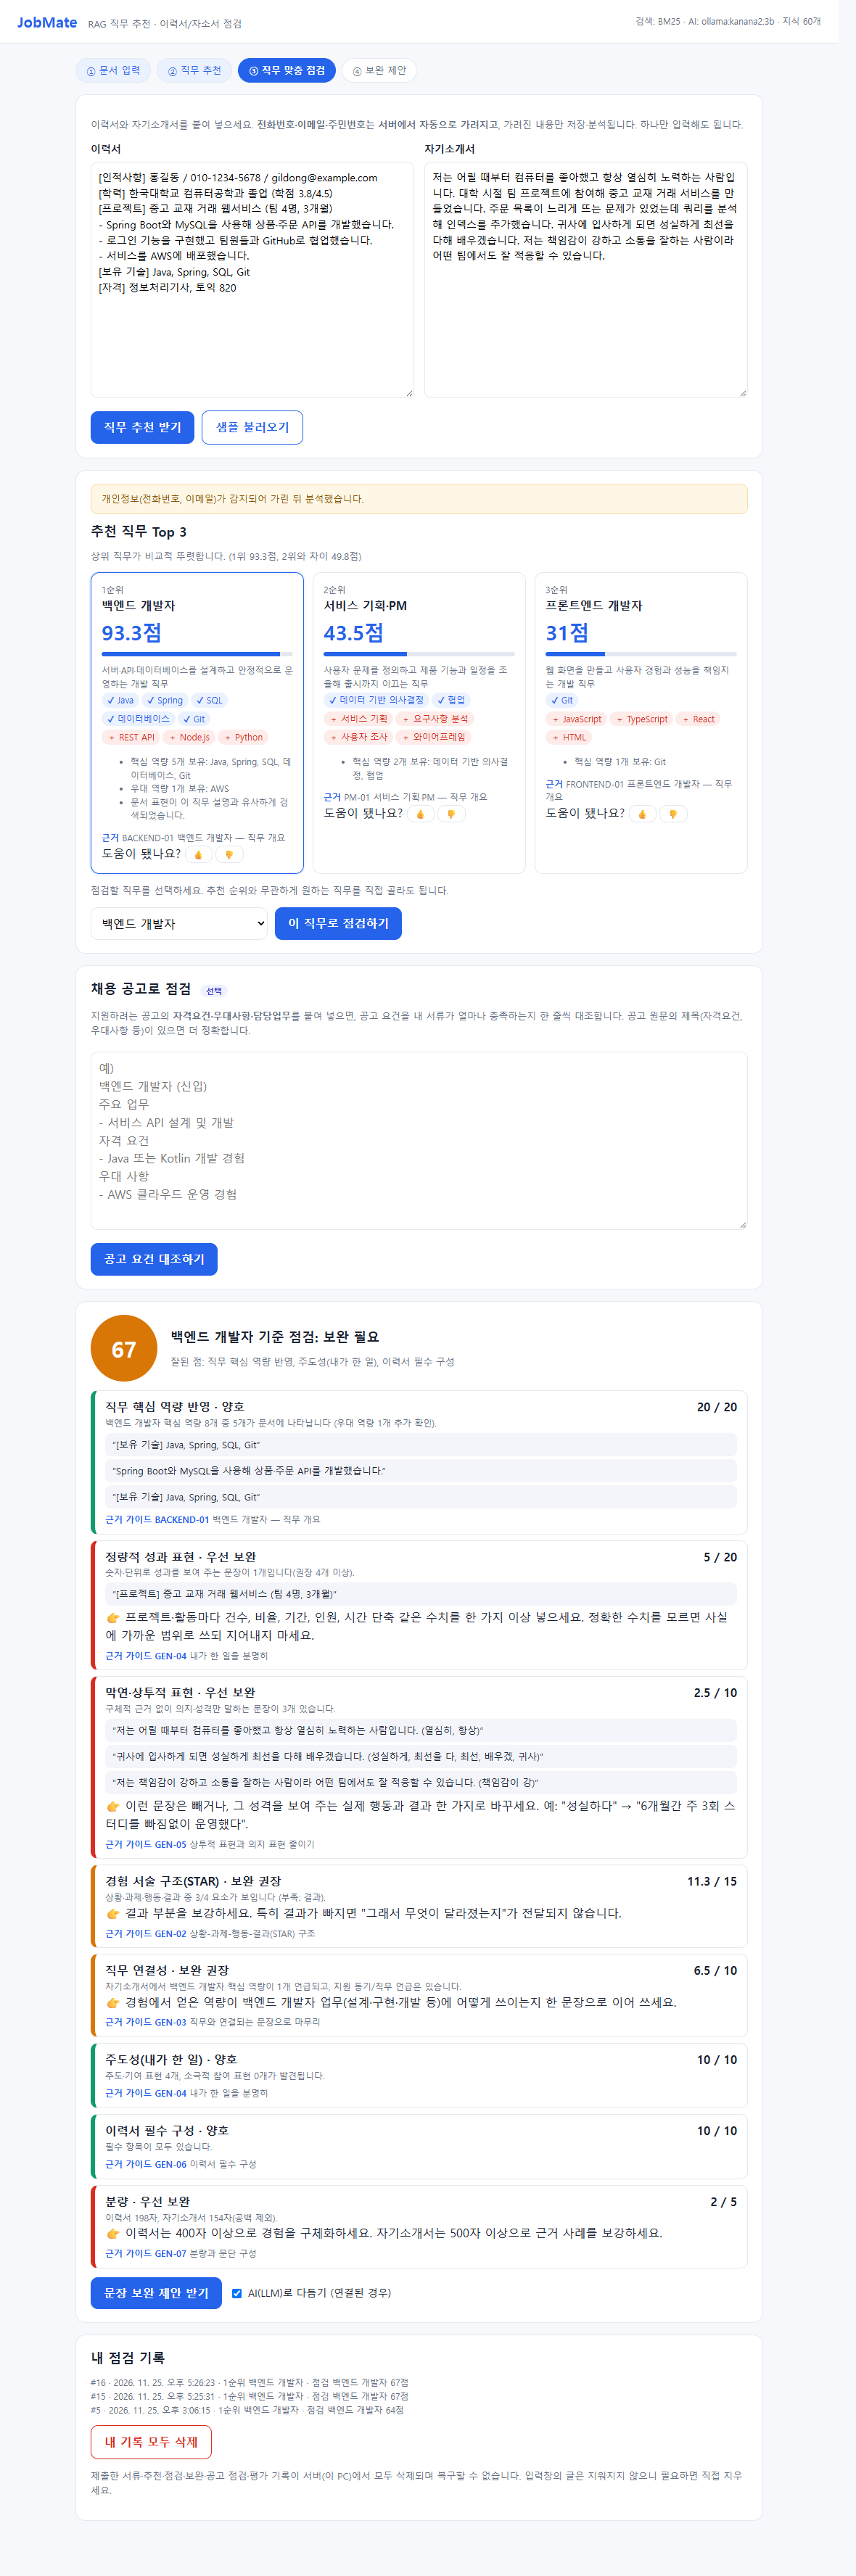 JobMate RAG 직무 추천 · 이력서/자소서 점검
검색: BM25 · AI: ollama:kanana2:3b · 지식 60개
① 문서 입력 ② 직무 추천 ③ 직무 맞춤 점검 ④ 보완 제안
이력서와 자기소개서를 붙여 넣으세요. 전화번호·이메일·주민번호는 서버에서 자동으로 가려지고, 가려진 내용만 저장·분석됩니다. 하나만 입력해도 됩니다.
이력서
[인적사항] 홍길동 / 010-1234-5678 / gildong@example.com
[학력] 한국대학교 컴퓨터공학과 졸업 (학점 3.8/4.5)
[프로젝트] 중고 교재 거래 웹서비스 (팀 4명, 3개월)
- Spring Boot와 MySQL을 사용해 상품·주문 API를 개발했습니다.
- 로그인 기능을 구현했고 팀원들과 GitHub로 협업했습니다.
- 서비스를 AWS에 배포했습니다.
[보유 기술] Java, Spring, SQL, Git
[자격] 정보처리기사, 토익 820
자기소개서
저는 어릴 때부터 컴퓨터를 좋아했고 항상 열심히 노력하는 사람입
니다. 대학 시절 팀 프로젝트에 참여해 중고 교재 거래 서비스를 만
들었습니다. 주문 목록이 느리게 뜨는 문제가 있었는데 쿼리를 분석
해 인덱스를 추가했습니다. 귀사에 입사하게 되면 성실하게 최선을
다해 배우겠습니다. 저는 책임감이 강하고 소통을 잘하는 사람이라
어떤 팀에서도 잘 적응할 수 있습니다.
직무 추천 받기 샘플 불러오기
개인정보(전화번호, 이메일)가 감지되어 가린 뒤 분석했습니다.
추천 직무 Top 3
상위 직무가 비교적 뚜렷합니다. (1위 93.3점, 2위와 차이 49.8점)
1순위
백엔드 개발자
93.3점
서버·API·데이터베이스를 설계하고 안정적으로 운
영하는 개발 직무
✓ Java ✓ Spring ✓ SQL
✓ 데이터베이스 ✓ Git
+ REST API + Node.js + Python
• 핵심 역량 5개 보유: Java, Spring, SQL, 데
이터베이스, Git
• 우대 역량 1개 보유: AWS
• 문서 표현이 이 직무 설명과 유사하게 검
색되었습니다.
근거 BACKEND-01 백엔드 개발자 — 직무 개요
도움이 됐나요? 👍 👎
2순위
서비스 기획·PM
43.5점
사용자 문제를 정의하고 제품 기능과 일정을 조
율해 출시까지 이끄는 직무
✓ 데이터 기반 의사결정 ✓ 협업
+ 서비스 기획 + 요구사항 분석
+ 사용자 조사 + 와이어프레임
• 핵심 역량 2개 보유: 데이터 기반 의사결
정, 협업
근거 PM-01 서비스 기획·PM — 직무 개요
도움이 됐나요? 👍 👎
3순위
프론트엔드 개발자
31점
웹 화면을 만들고 사용자 경험과 성능을 책임지
는 개발 직무
✓ Git
+ JavaScript + TypeScript + React
+ HTML
• 핵심 역량 1개 보유: Git
근거 FRONTEND-01 프론트엔드 개발자 — 직무
개요
도움이 됐나요? 👍 👎
점검할 직무를 선택하세요. 추천 순위와 무관하게 원하는 직무를 직접 골라도 됩니다.
백엔드 개발자 이 직무로 점검하기
채용 공고로 점검 선택
지원하려는 공고의 자격요건·우대사항·담당업무를 붙여 넣으면, 공고 요건을 내 서류가 얼마나 충족하는지 한 줄씩 대조합니다. 공고 원문의 제목(자격요건,
우대사항 등)이 있으면 더 정확합니다.
예)
백엔드 개발자 (신입)
주요 업무
- 서비스 API 설계 및 개발
자격 요건
- Java 또는 Kotlin 개발 경험
우대 사항
- AWS 클라우드 운영 경험
공고 요건 대조하기
67
백엔드 개발자 기준 점검: 보완 필요
잘된 점: 직무 핵심 역량 반영, 주도성(내가 한 일), 이력서 필수 구성
직무 핵심 역량 반영 · 양호 20 / 20
백엔드 개발자 핵심 역량 8개 중 5개가 문서에 나타납니다 (우대 역량 1개 추가 확인).
“[보유 기술] Java, Spring, SQL, Git”
“Spring Boot와 MySQL을 사용해 상품·주문 API를 개발했습니다.”
“[보유 기술] Java, Spring, SQL, Git”
근거 가이드 BACKEND-01 백엔드 개발자 — 직무 개요
정량적 성과 표현 · 우선 보완 5 / 20
숫자·단위로 성과를 보여 주는 문장이 1개입니다(권장 4개 이상).
“[프로젝트] 중고 교재 거래 웹서비스 (팀 4명, 3개월)”
👉 프로젝트·활동마다 건수, 비율, 기간, 인원, 시간 단축 같은 수치를 한 가지 이상 넣으세요. 정확한 수치를 모르면 사실
에 가까운 범위로 쓰되 지어내지 마세요.
근거 가이드 GEN-04 내가 한 일을 분명히
막연·상투적 표현 · 우선 보완 2.5 / 10
구체적 근거 없이 의지·성격만 말하는 문장이 3개 있습니다.
“저는 어릴 때부터 컴퓨터를 좋아했고 항상 열심히 노력하는 사람입니다. (열심히, 항상)”
“귀사에 입사하게 되면 성실하게 최선을 다해 배우겠습니다. (성실하게, 최선을 다, 최선, 배우겠, 귀사)”
“저는 책임감이 강하고 소통을 잘하는 사람이라 어떤 팀에서도 잘 적응할 수 있습니다. (책임감이 강)”
👉 이런 문장은 빼거나, 그 성격을 보여 주는 실제 행동과 결과 한 가지로 바꾸세요. 예: "성실하다" → "6개월간 주 3회 스
터디를 빠짐없이 운영했다".
근거 가이드 GEN-05 상투적 표현과 의지 표현 줄이기
경험 서술 구조(STAR) · 보완 권장 11.3 / 15
상황·과제·행동·결과 중 3/4 요소가 보입니다 (부족: 결과).
👉 결과 부분을 보강하세요. 특히 결과가 빠지면 "그래서 무엇이 달라졌는지"가 전달되지 않습니다.
근거 가이드 GEN-02 상황-과제-행동-결과(STAR) 구조
직무 연결성 · 보완 권장 6.5 / 10
자기소개서에서 백엔드 개발자 핵심 역량이 1개 언급되고, 지원 동기/직무 언급은 있습니다.
👉 경험에서 얻은 역량이 백엔드 개발자 업무(설계·구현·개발 등)에 어떻게 쓰이는지 한 문장으로 이어 쓰세요.
근거 가이드 GEN-03 직무와 연결되는 문장으로 마무리
주도성(내가 한 일) · 양호 10 / 10
주도·기여 표현 4개, 소극적 참여 표현 0개가 발견됩니다.
근거 가이드 GEN-04 내가 한 일을 분명히
이력서 필수 구성 · 양호 10 / 10
필수 항목이 모두 있습니다.
근거 가이드 GEN-06 이력서 필수 구성
분량 · 우선 보완 2 / 5
이력서 198자, 자기소개서 154자(공백 제외).
👉 이력서는 400자 이상으로 경험을 구체화하세요. 자기소개서는 500자 이상으로 근거 사례를 보강하세요.
근거 가이드 GEN-07 분량과 문단 구성
문장 보완 제안 받기 AI(LLM)로 다듬기 (연결된 경우)
내 점검 기록
#16 · 2026. 11. 25. 오후 5:26:23 · 1순위 백엔드 개발자 · 점검 백엔드 개발자 67점
#15 · 2026. 11. 25. 오후 5:25:31 · 1순위 백엔드 개발자 · 점검 백엔드 개발자 67점
#5 · 2026. 11. 25. 오후 3:06:15 · 1순위 백엔드 개발자 · 점검 백엔드 개발자 64점
내 기록 모두 삭제
제출한 서류·추천·점검·보완·공고 점검·평가 기록이 서버(이 PC)에서 모두 삭제되며 복구할 수 없습니다. 입력창의 글은 지워지지 않으니 필요하면 직접 지우
세요.